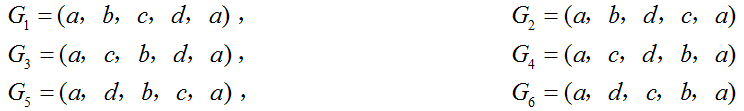 G₁ = (a, b, c, d, a), G₂ = (a, b, d, c, a)
G₃ = (a, c, b, d, a), G₄ = (a, c, d, b, a)
G₅ = (a, d, b, c, a), G₆ = (a, d, c, b, a)